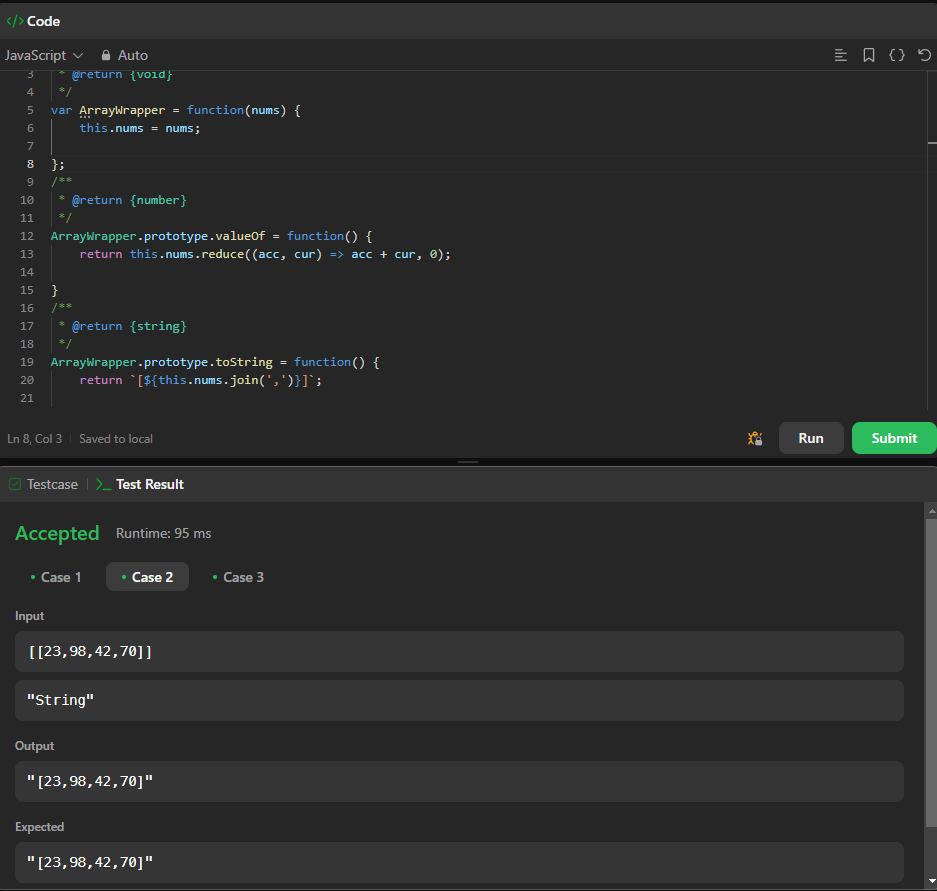 </> Code
JavaScript Auto
3 * @return {void}
4 */
5 var ArrayWrapper = function(nums) {
6 this.nums = nums;
7
8 };
9 /**
10 * @return {number}
11 */
12 ArrayWrapper.prototype.valueOf = function() {
13 return this.nums.reduce((acc, cur) => acc + cur, 0);
14
15 }
16 /**
17 * @return {string}
18 */
19 ArrayWrapper.prototype.toString = function() {
20 return `[${this.nums.join(',')}]`;
21
Ln 8, Col 3 Saved to local Run Submit
Testcase >_ Test Result
Accepted Runtime: 95 ms
• Case 1 • Case 2 • Case 3
Input
[[23,98,42,70]]
"String"
Output
"[23,98,42,70]"
Expected
"[23,98,42,70]"